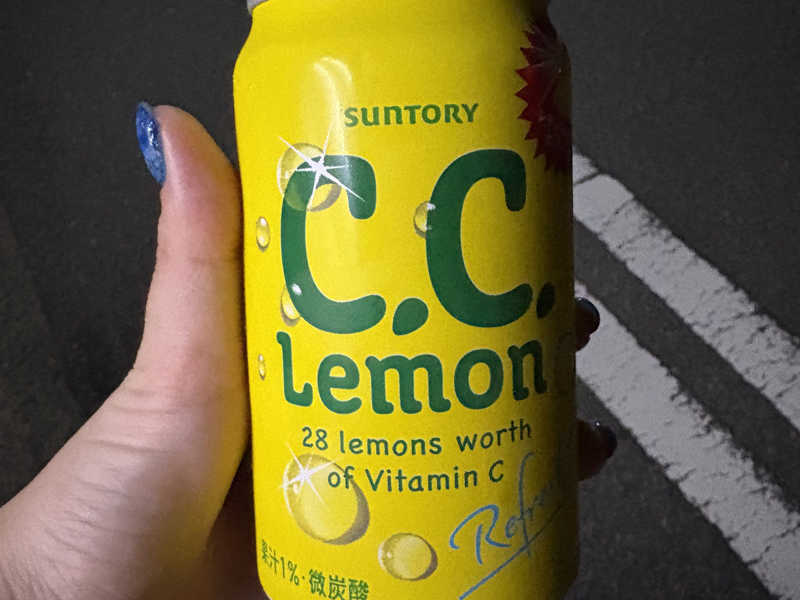 SUNTORY
C.C.
Lemon
28 lemons worth
of Vitamin C
果汁1%・微炭酸